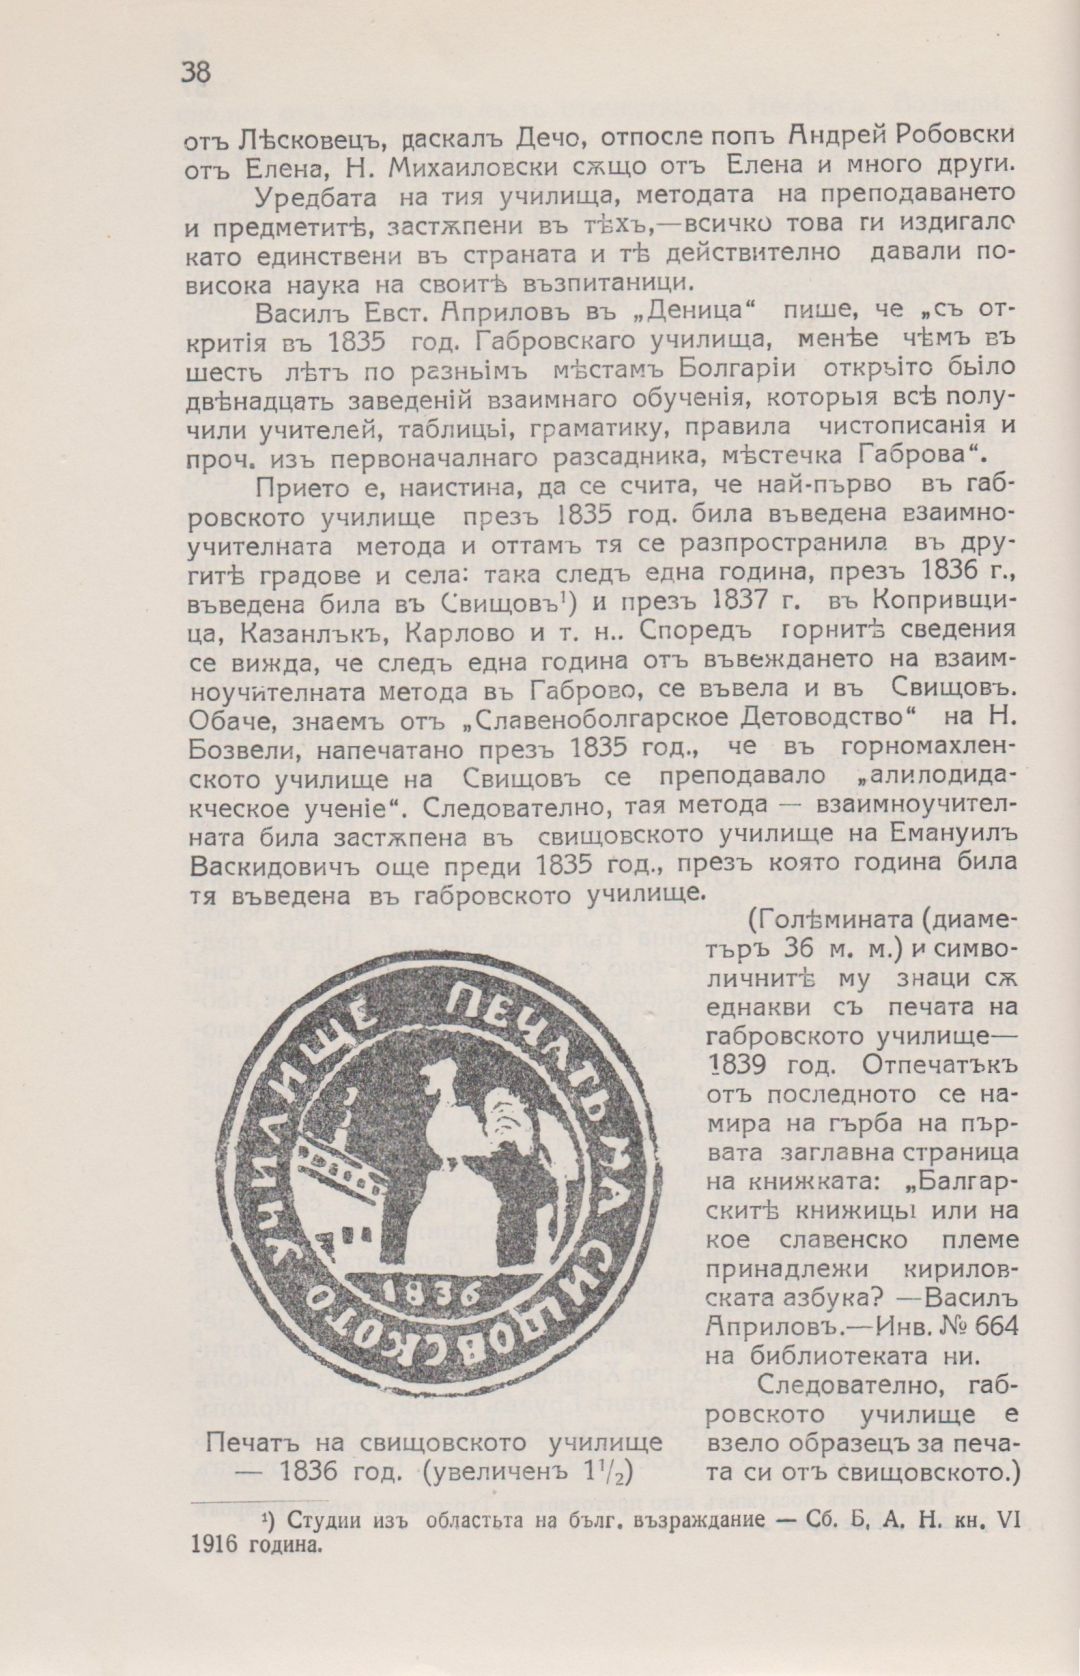 38
отъ Лѣсковецъ, даскалъ Дечо, отпосле попъ Андрей Робовски
отъ Елена, Н. Михаиловски сѫщо отъ Елена и много други.
Уредбата на тия училища, методата на преподаването
и предметитѣ, застѫпени въ тѣхъ,—всичко това ги издигало
като единствени въ страната и тѣ действително давали по-
висока наука на своитѣ възпитаници.
Василъ Евст. Априловъ въ „Деница“ пише, че „съ от-
критія въ 1835 год. Габровскаго училища, менѣе чѣмъ въ
шесть лѣтъ по разньімъ мѣстамъ Болгаріи открьіто бьіло
двѣнадцать заведеній взаимнаго обученія, которыя всѣ полу-
чили учителей, таблицьі, граматику, правила чистописанія и
проч. изъ первоначалнаго разсадника, мѣстечка Габрова“.
Прието е, наистина, да се счита, че най-първо въ габ-
ровското училище презъ 1835 год. била въведена взаимно-
учителната метода и оттамъ тя се разпространила въ дру-
гитѣ градове и села: така следъ една година, презъ 1836 г.,
въведена била въ Свищовъ¹) и презъ 1837 г. въ Копривщи-
ца, Казанлъкъ, Карлово и т. н.. Споредъ горнитѣ сведения
се вижда, че следъ една година отъ въвеждането на взаим-
ноучителната метода въ Габрово, се въвела и въ Свищовъ.
Обаче, знаемъ отъ „Славеноболгарское Детоводство“ на Н.
Бозвели, напечатано презъ 1835 год., че въ горномахлен-
ското училище на Свищовъ се преподавало „алилодида-
кческое ученіе“. Следователно, тая метода — взаимноучител-
ната била застѫпена въ свищовското училище на Емануилъ
Васкидовичъ още преди 1835 год., презъ която година била
тя въведена въ габровското училище.
(Голѣмината (диаме-
търъ 36 м. м.) и симво-
личнитѣ му знаци сѫ
еднакви съ печата на
габровското училище—
1839 год. Отпечатъкъ
отъ последното се на-
мира на гърба на пър-
вата заглавна страница
на книжката: „Балгар-
скитѣ книжицы или на
кое славенско племе
принадлежи кириловската
ската азбука? —Василъ
Априловъ.—Инв. № 664
на библиотеката ни.
Следователно, габ-
ровското училище е
взело образецъ за печа-
та си отъ свищовското.)
ПЕЧАТЪ НА СИЩОВСКОТО УЧИЛИЩЕ
1836
Печатъ на свищовското училище
— 1836 год. (увеличенъ 1¹/₂)
¹) Студии изъ областьта на бълг. възраждание — Сб. Б, А. Н. кн. VI
1916 година.